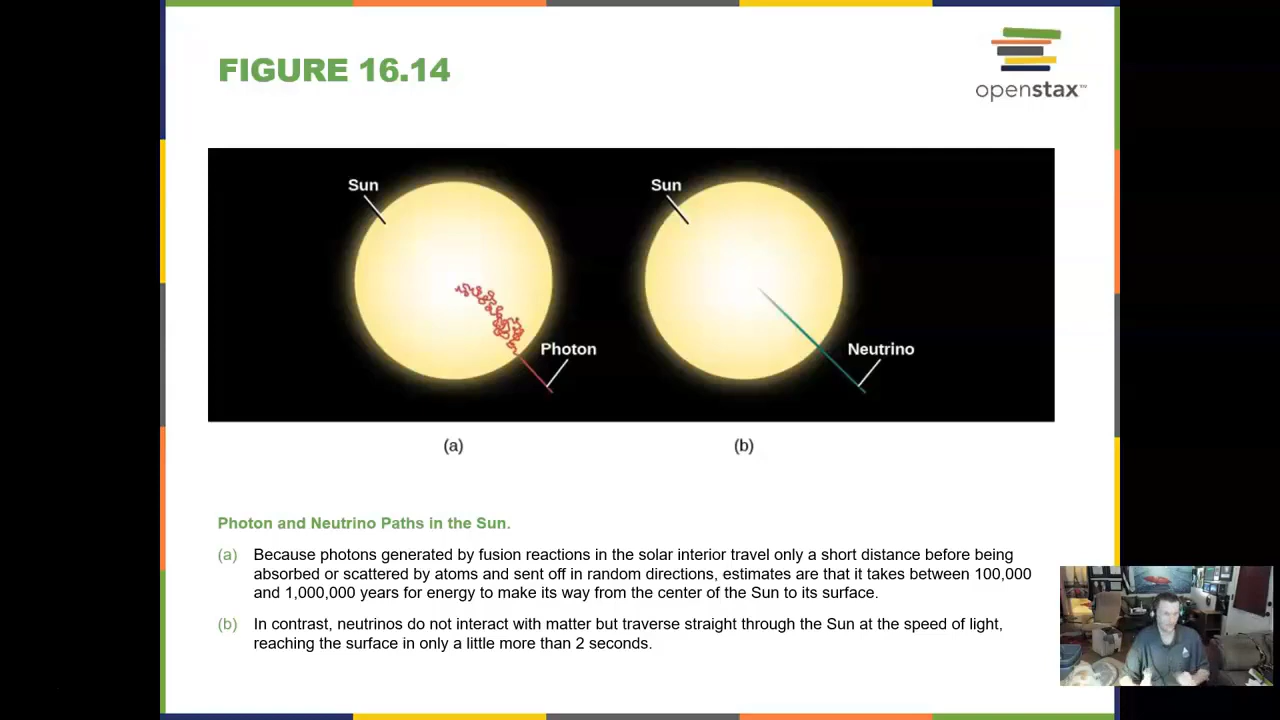 FIGURE 16.14
openstax™
Sun
Sun
Photon
Neutrino
(a)
(b)
Photon and Neutrino Paths in the Sun.
(a) Because photons generated by fusion reactions in the solar interior travel only a short distance before being
absorbed or scattered by atoms and sent off in random directions, estimates are that it takes between 100,000
and 1,000,000 years for energy to make its way from the center of the Sun to its surface.
(b) In contrast, neutrinos do not interact with matter but traverse straight through the Sun at the speed of light,
reaching the surface in only a little more than 2 seconds.